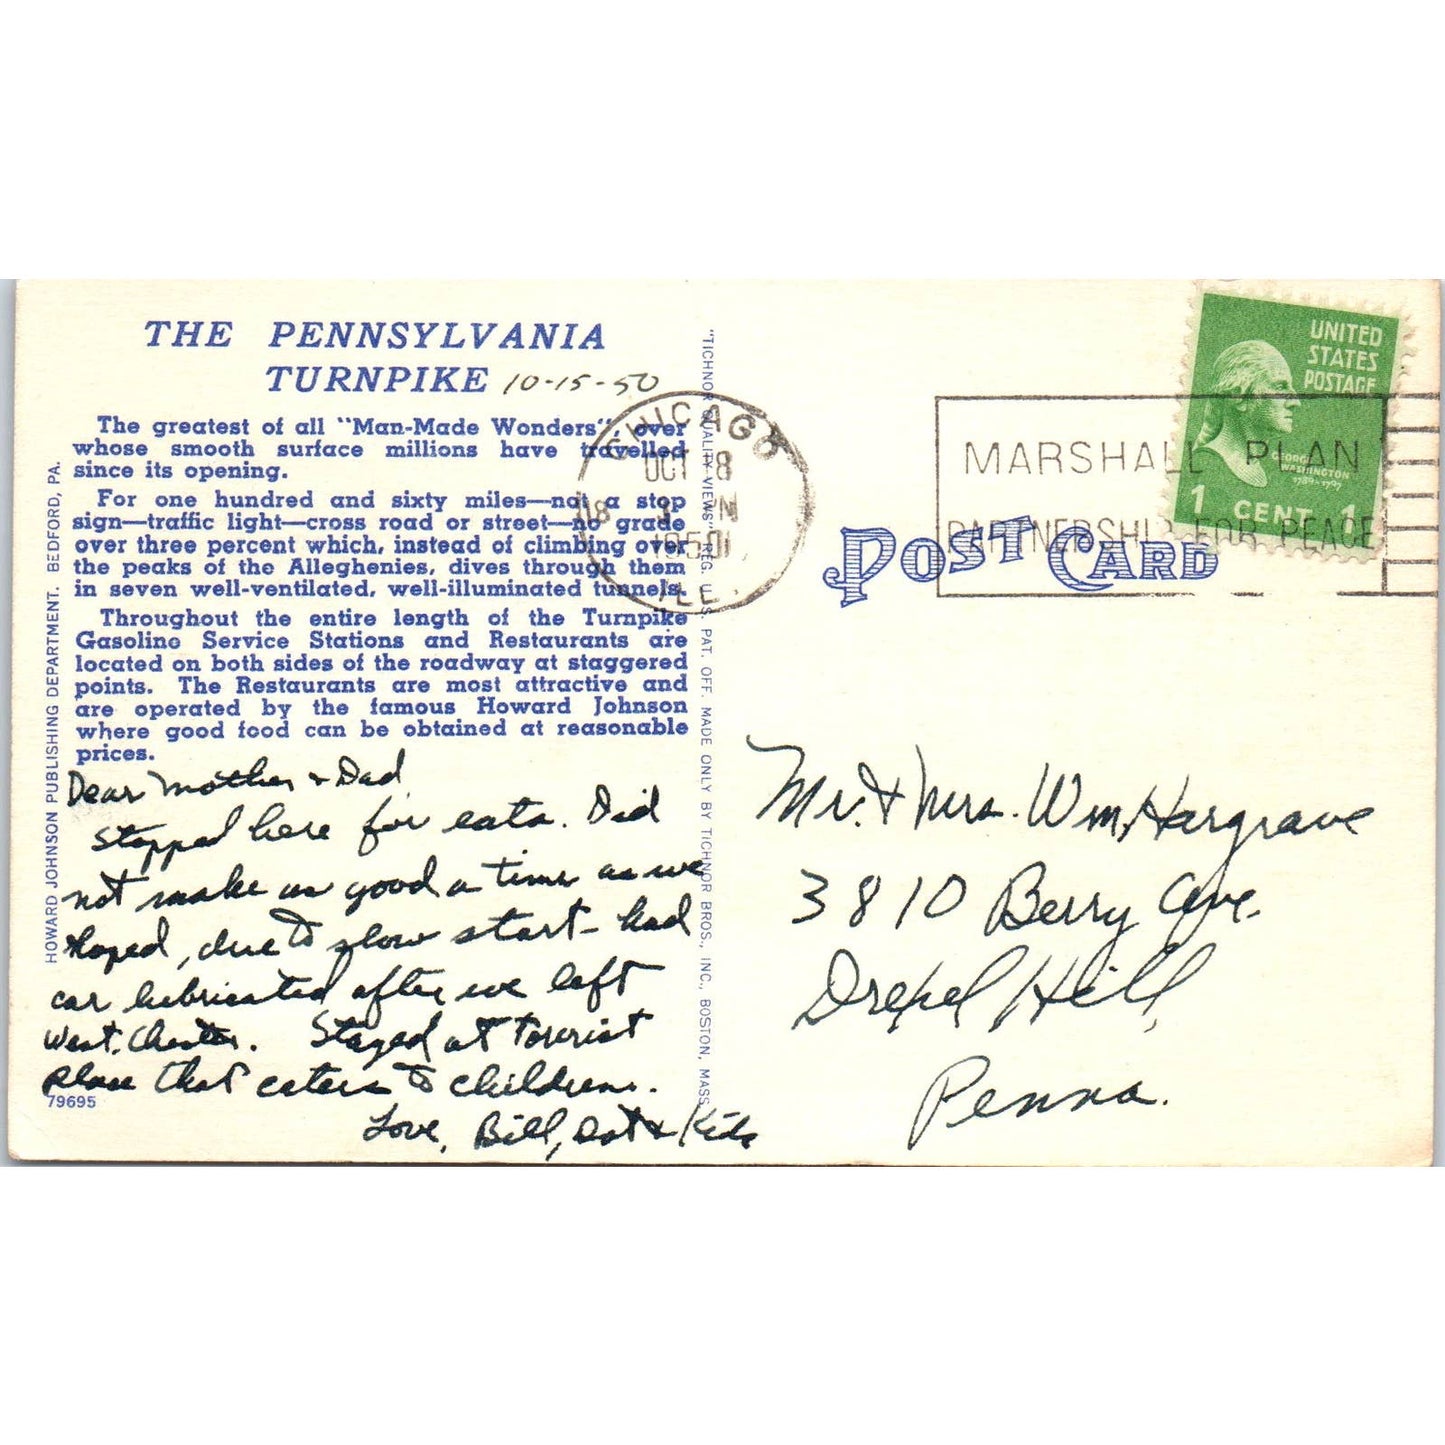 THE PENNSYLVANIA
TURNPIKE 10-15-50
The greatest of all "Man-Made Wonders", over
whose smooth surface millions have travelled
since its opening.
For one hundred and sixty miles—not a stop
sign—traffic light—cross road or street—no grade
over three percent which, instead of climbing over
the peaks of the Alleghenies, dives through them
in seven well-ventilated, well-illuminated tunnels.
Throughout the entire length of the Turnpike
Gasoline Service Stations and Restaurants are
located on both sides of the roadway at staggered
points. The Restaurants are most attractive and
are operated by the famous Howard Johnson
where good food can be obtained at reasonable
prices.
Dear Mother & Dad,
Stopped here for eats. Did
not make as good a time as we
hoped, due to slow start - had
car lubricated after we left
West. Chester. Stayed at tourist
place that caters to children.
Love, Bill, Dot & Kids
79695
HOWARD JOHNSON PUBLISHING DEPARTMENT. BEDFORD, PA.
"TICHNOR QUALITY VIEWS" REG. U. S. PAT. OFF. MADE ONLY BY TICHNOR BROS., INC., BOSTON, MASS.
CHICAGO
OCT 18
PM
1950
ILL.
MARSHALL PLAN
PARTNERSHIP FOR PEACE
UNITED
STATES
POSTAGE
GEORGE
WASHINGTON
1789-1797
1 CENT 1
POST CARD
Mr. & Mrs. Wm. Hargrave
3810 Berry Ave.
Drexel Hill,
Penna.